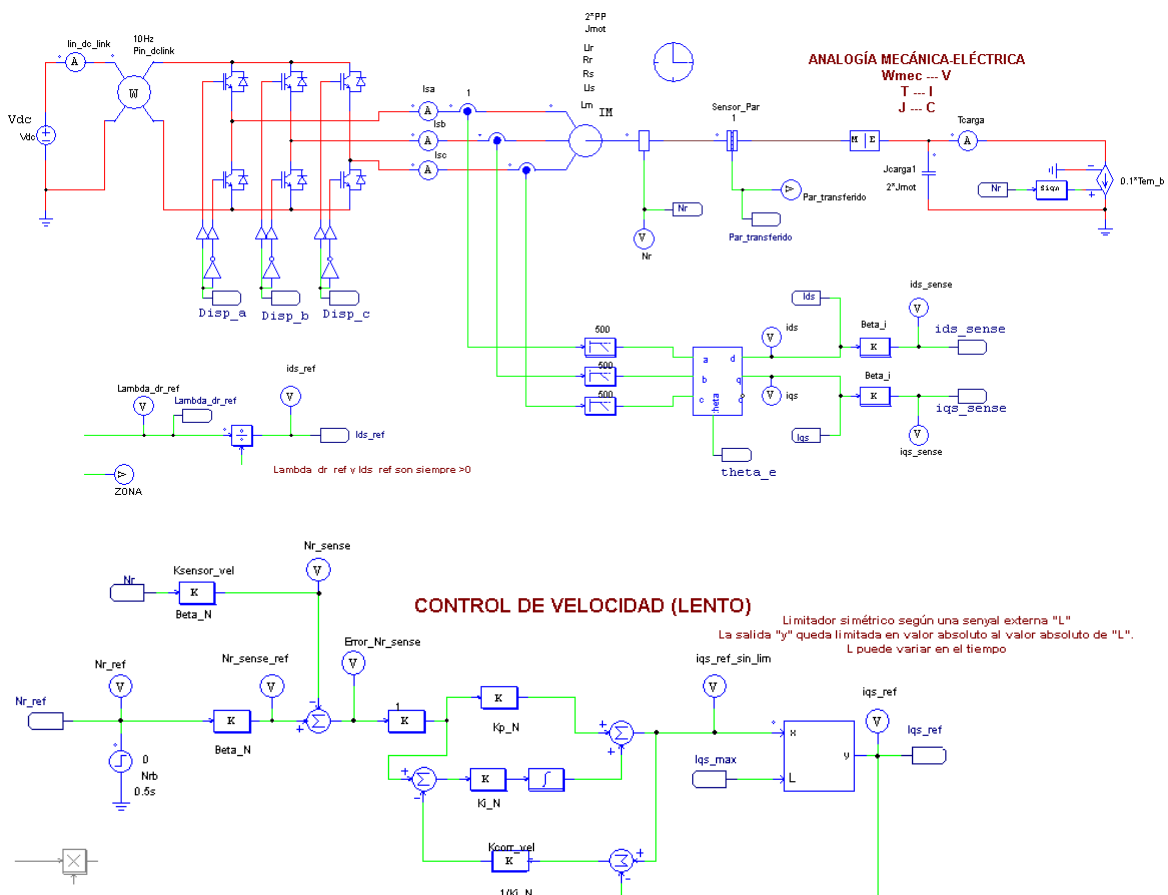 2*PP
Jmot
Llr
Rr
Rs
Lls
Lm
IM
Iin_dc_link
A
10Hz
Pin_dclink
W
Vdc
Vdc
Isa
A
1
Isb
A
Isc
A
Sensor_Par
1
ANALOGÍA MECÁNICA-ELÉCTRICA
Wmec --- V
T --- I
J --- C
M E
Tcarga
A
Jcarga1
2*Jmot
Nr
Sign
0.1*Tem_b
Nr
V
Nr
Par_transferido
Par_transferido
Disp_a
Disp_b
Disp_c
500
500
500
a
b
c
d
q
o
theta_e
ids
V
iqs
V
Ids
Iqs
Beta_i
K
Beta_i
K
ids_sense
V
ids_sense
iqs_sense
V
iqs_sense
Lambda_dr_ref
V
Lambda_dr_ref
ids_ref
V
Ids_ref
Lambda_dr_ref y Ids_ref son siempre >0
ZONA
Nr
Ksensor_vel
K
Beta_N
Nr_sense
V
CONTROL DE VELOCIDAD (LENTO)
Limitador simétrico según una senyal externa "L"
La salida "y" queda limitada en valor absoluto al valor absoluto de "L".
L puede variar en el tiempo
Nr_ref
Nr_ref
V
0
Nrb
0.5s
K
Beta_N
Nr_sense_ref
V
Error_Nr_sense
V
1
K
K
Kp_N
K
Ki_N
Kcorr_vel
K
1/Ki_N
iqs_ref_sin_lim
V
Iqs_max
x
L
y
iqs_ref
V
Iqs_ref